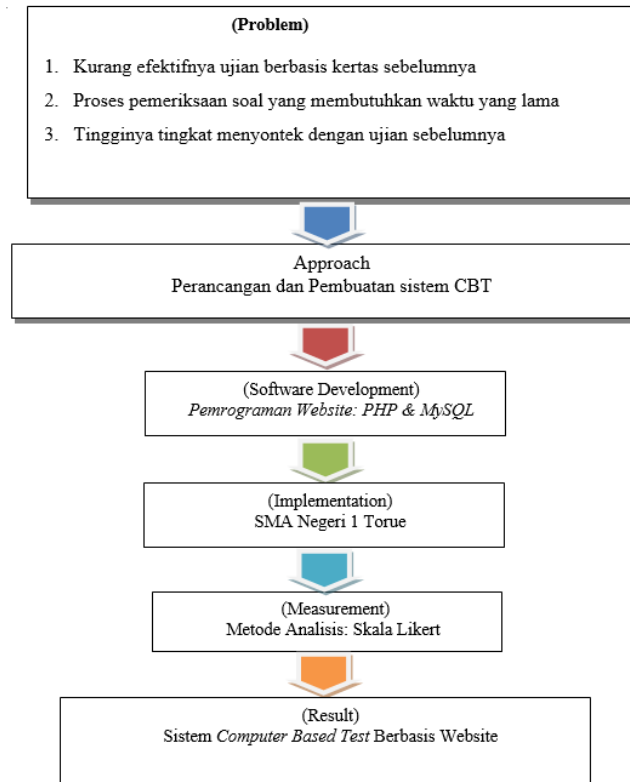 (Problem)
1. Kurang efektifnya ujian berbasis kertas sebelumnya
2. Proses pemeriksaan soal yang membutuhkan waktu yang lama
3. Tingginya tingkat menyontek dengan ujian sebelumnya
Approach
Perancangan dan Pembuatan sistem CBT
(Software Development)
Pemrograman Website: PHP & MySQL
(Implementation)
SMA Negeri 1 Torue
(Measurement)
Metode Analisis: Skala Likert
(Result)
Sistem Computer Based Test Berbasis Website